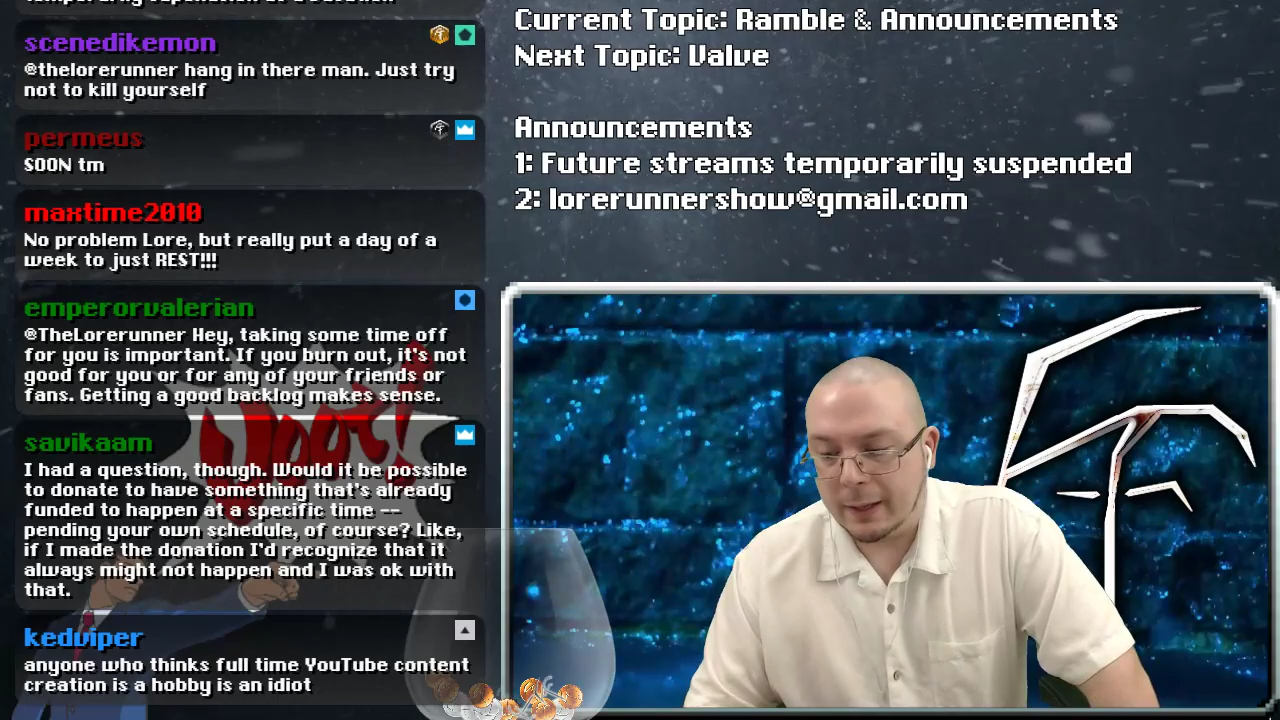 temporary suspension of a duration
scenedikemon
@thelorerunner hang in there man. Just try
not to kill yourself
permeus
SOON tm
maxtime2010
No problem Lore, but really put a day of a
week to just REST!!!
emperorvalerian
@TheLorerunner Hey, taking some time off
for you is important. If you burn out, it's not
good for you or for any of your friends or
fans. Getting a good backlog makes sense.
savikaam
I had a question, though. Would it be possible
to donate to have something that's already
funded to happen at a specific time --
pending your own schedule, of course? Like,
if I made the donation I'd recognize that it
always might not happen and I was ok with
that.
kedviper
anyone who thinks full time YouTube content
creation is a hobby is an idiot
Current Topic: Ramble & Announcements
Next Topic: Valve
Announcements
1: Future streams temporarily suspended
2: lorerunnershow@gmail.com